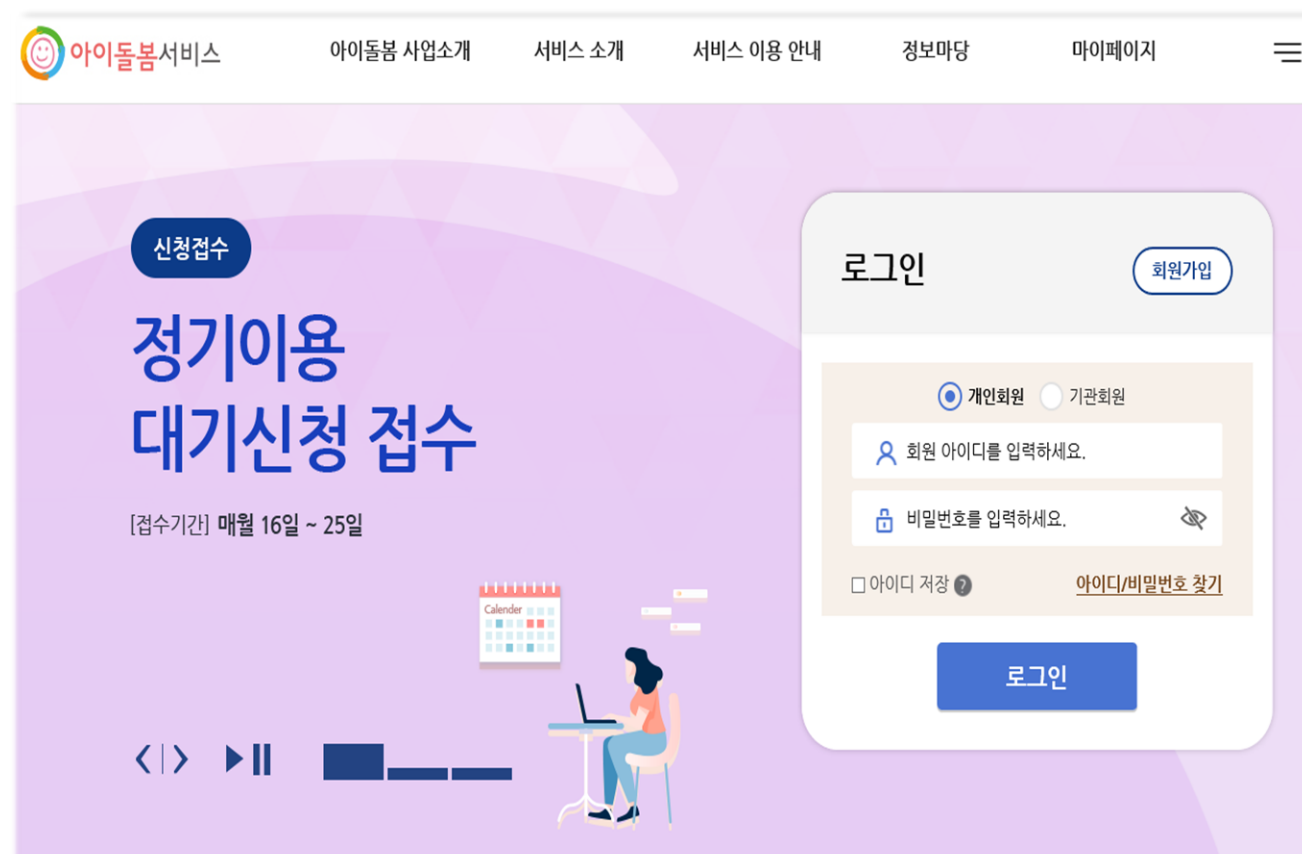 아이돌봄서비스
아이돌봄 사업소개
서비스 소개
서비스 이용 안내
정보마당
마이페이지
신청접수
정기이용
대기신청 접수
[접수기간] 매월 16일 ~ 25일
Calender
로그인
회원가입
개인회원
기관회원
회원 아이디를 입력하세요.
비밀번호를 입력하세요.
아이디 저장 ?
아이디/비밀번호 찾기
로그인